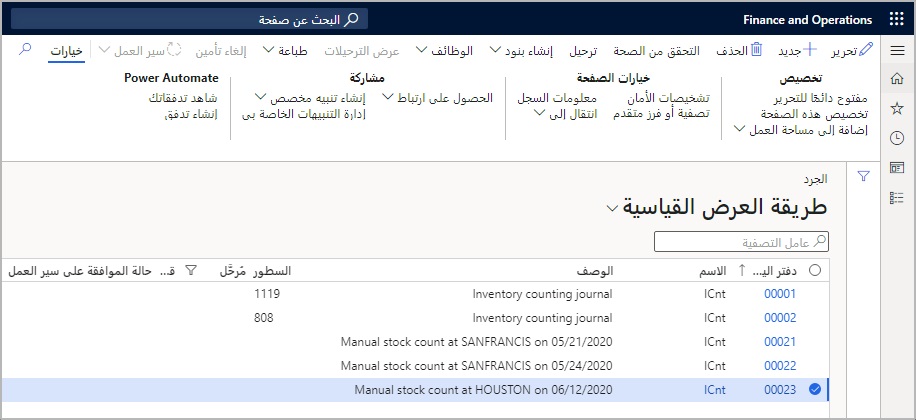 Finance and Operations
البحث عن صفحة
تحرير
جديد
الحذف
التحقق من الصحة
ترحيل
إنشاء بنود
الوظائف
طباعة
عرض الترحيلات
إلغاء تأمين
سير العمل
خيارات
تخصيص
مفتوح دائمًا للتحرير
تخصيص هذه الصفحة
إضافة إلى مساحة العمل
خيارات الصفحة
تشخيصات الأمان
تصفية أو فرز متقدم
معلومات السجل
انتقال إلى
مشاركة
الحصول على ارتباط
إنشاء تنبيه مخصص
إدارة التنبيهات الخاصة بي
Power Automate
شاهد تدفقاتك
إنشاء تدفق
الجرد
طريقة العرض القياسية
عامل التصفية
دفتر الي... الاسم الوصف السطور مُرحَّل ق... حالة الموافقة على سير العمل
00001 ICnt Inventory counting journal 1119
00002 ICnt Inventory counting journal 808
00021 ICnt Manual stock count at SANFRANCIS on 05/21/2020
00022 ICnt Manual stock count at SANFRANCIS on 05/24/2020
00023 ICnt Manual stock count at HOUSTON on 06/12/2020